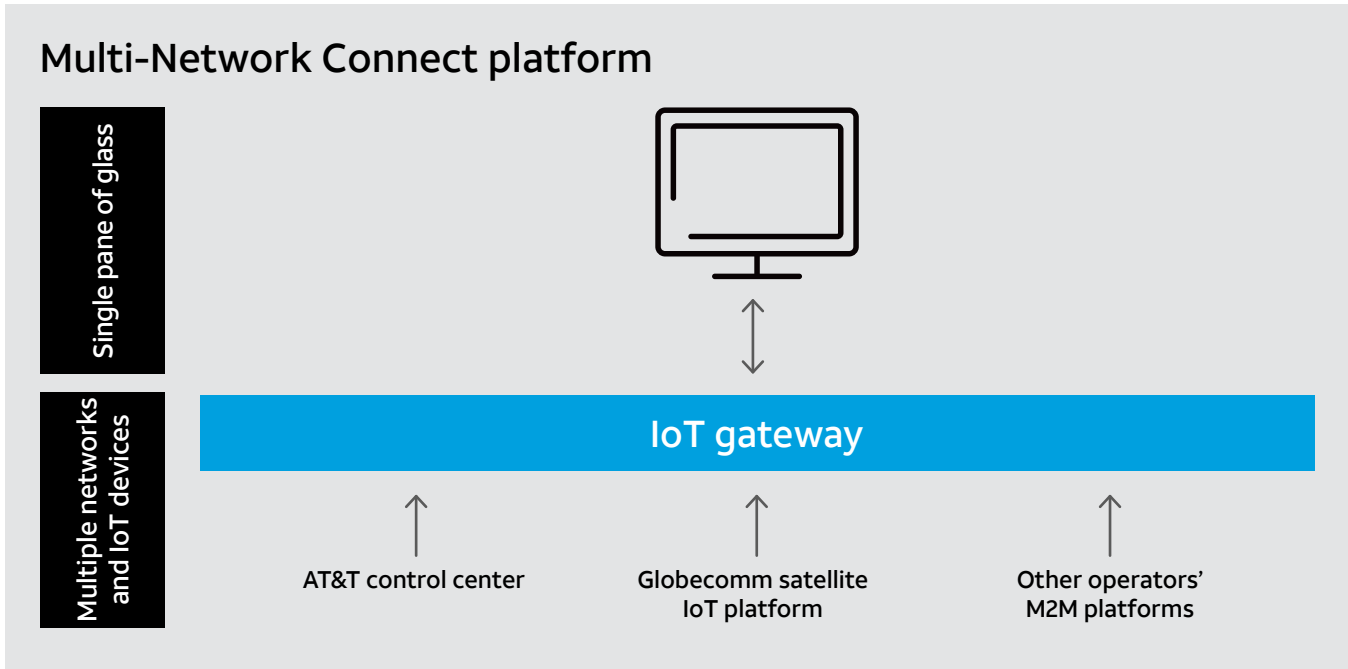 Multi-Network Connect platform
Single pane of glass
Multiple networks
and IoT devices
IoT gateway
AT&T control center
Globecomm satellite
IoT platform
Other operators’
M2M platforms